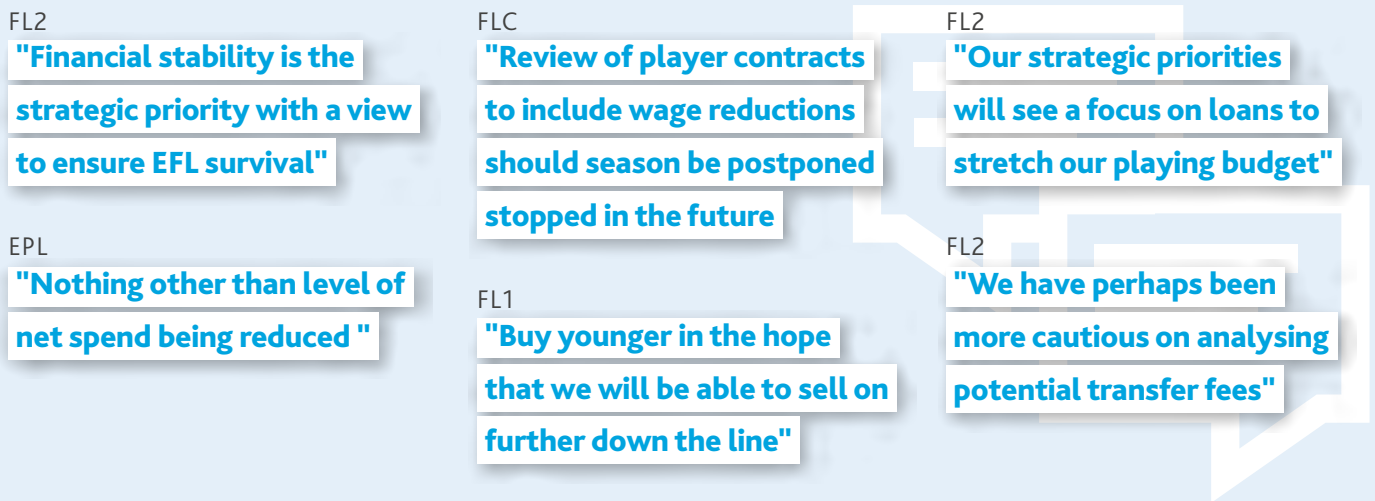 FL2
"Financial stability is the
strategic priority with a view
to ensure EFL survival"
EPL
"Nothing other than level of
net spend being reduced "
FLC
"Review of player contracts
to include wage reductions
should season be postponed
stopped in the future
FL1
"Buy younger in the hope
that we will be able to sell on
further down the line"
FL2
"Our strategic priorities
will see a focus on loans to
stretch our playing budget"
FL2
"We have perhaps been
more cautious on analysing
potential transfer fees"